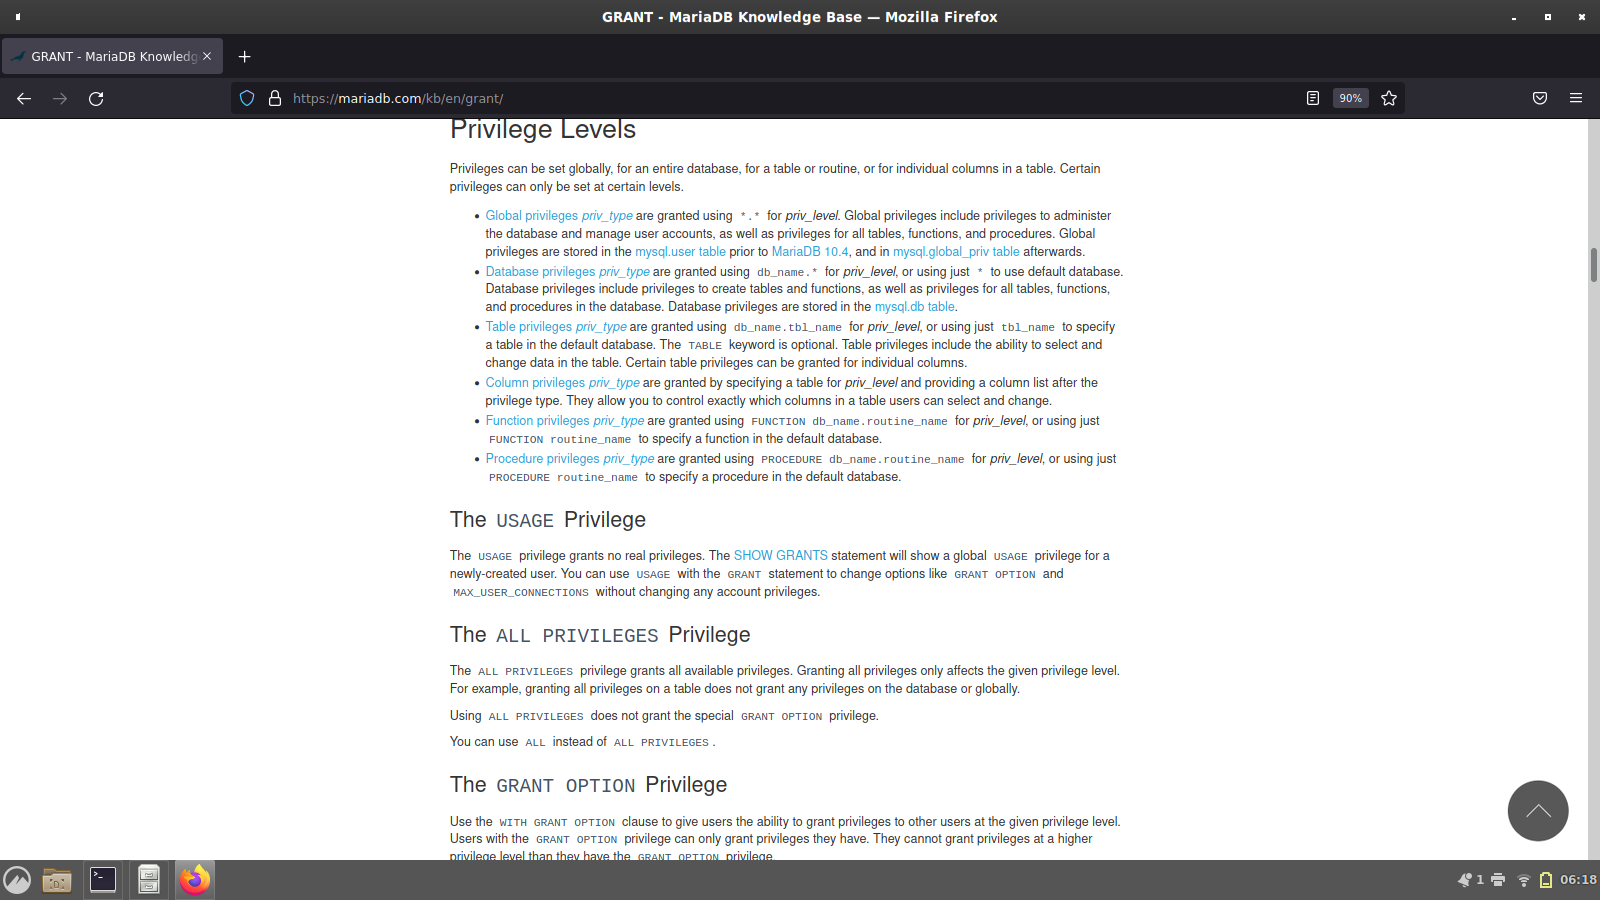 GRANT - MariaDB Knowledge Base — Mozilla Firefox
GRANT - MariaDB Knowledg
https://mariadb.com/kb/en/grant/
90%
Privilege Levels
Privileges can be set globally, for an entire database, for a table or routine, or for individual columns in a table. Certain
privileges can only be set at certain levels.
• Global privileges priv_type are granted using *.* for priv_level. Global privileges include privileges to administer
the database and manage user accounts, as well as privileges for all tables, functions, and procedures. Global
privileges are stored in the mysql.user table prior to MariaDB 10.4, and in mysql.global_priv table afterwards.
• Database privileges priv_type are granted using db_name.* for priv_level, or using just * to use default database.
Database privileges include privileges to create tables and functions, as well as privileges for all tables, functions,
and procedures in the database. Database privileges are stored in the mysql.db table.
• Table privileges priv_type are granted using db_name.tbl_name for priv_level, or using just tbl_name to specify
a table in the default database. The TABLE keyword is optional. Table privileges include the ability to select and
change data in the table. Certain table privileges can be granted for individual columns.
• Column privileges priv_type are granted by specifying a table for priv_level and providing a column list after the
privilege type. They allow you to control exactly which columns in a table users can select and change.
• Function privileges priv_type are granted using FUNCTION db_name.routine_name for priv_level, or using just
FUNCTION routine_name to specify a function in the default database.
• Procedure privileges priv_type are granted using PROCEDURE db_name.routine_name for priv_level, or using just
PROCEDURE routine_name to specify a procedure in the default database.
The USAGE Privilege
The USAGE privilege grants no real privileges. The SHOW GRANTS statement will show a global USAGE privilege for a
newly-created user. You can use USAGE with the GRANT statement to change options like GRANT OPTION and
MAX_USER_CONNECTIONS without changing any account privileges.
The ALL PRIVILEGES Privilege
The ALL PRIVILEGES privilege grants all available privileges. Granting all privileges only affects the given privilege level.
For example, granting all privileges on a table does not grant any privileges on the database or globally.
Using ALL PRIVILEGES does not grant the special GRANT OPTION privilege.
You can use ALL instead of ALL PRIVILEGES.
The GRANT OPTION Privilege
Use the WITH GRANT OPTION clause to give users the ability to grant privileges to other users at the given privilege level.
Users with the GRANT OPTION privilege can only grant privileges they have. They cannot grant privileges at a higher
privilege level than they have the GRANT OPTION privilege.
1
06:18